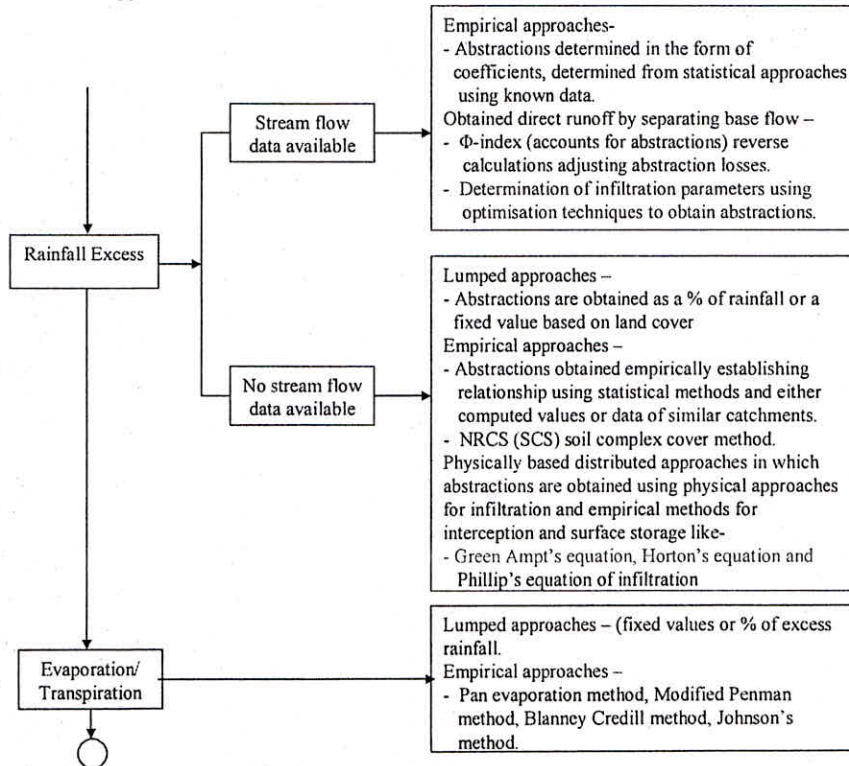 Empirical approaches-
- Abstractions determined in the form of
coefficients, determined from statistical approaches
using known data.
Obtained direct runoff by separating base flow –
- Φ-index (accounts for abstractions) reverse
calculations adjusting abstraction losses.
- Determination of infiltration parameters using
optimisation techniques to obtain abstractions.
Stream flow
data available
Rainfall Excess
Lumped approaches –
- Abstractions are obtained as a % of rainfall or a
fixed value based on land cover
Empirical approaches –
- Abstractions obtained empirically establishing
relationship using statistical methods and either
computed values or data of similar catchments.
- NRCS (SCS) soil complex cover method.
Physically based distributed approaches in which
abstractions are obtained using physical approaches
for infiltration and empirical methods for
interception and surface storage like-
- Green Ampt's equation, Horton's equation and
Phillip's equation of infiltration
No stream flow
data available
Lumped approaches – (fixed values or % of excess
rainfall.
Empirical approaches –
- Pan evaporation method, Modified Penman
method, Blanney Credill method, Johnson's
method.
Evaporation/
Transpiration